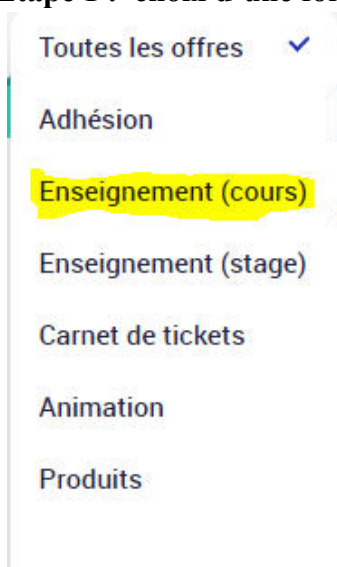 Toutes les offres
Adhésion
Enseignement (cours)
Enseignement (stage)
Carnet de tickets
Animation
Produits